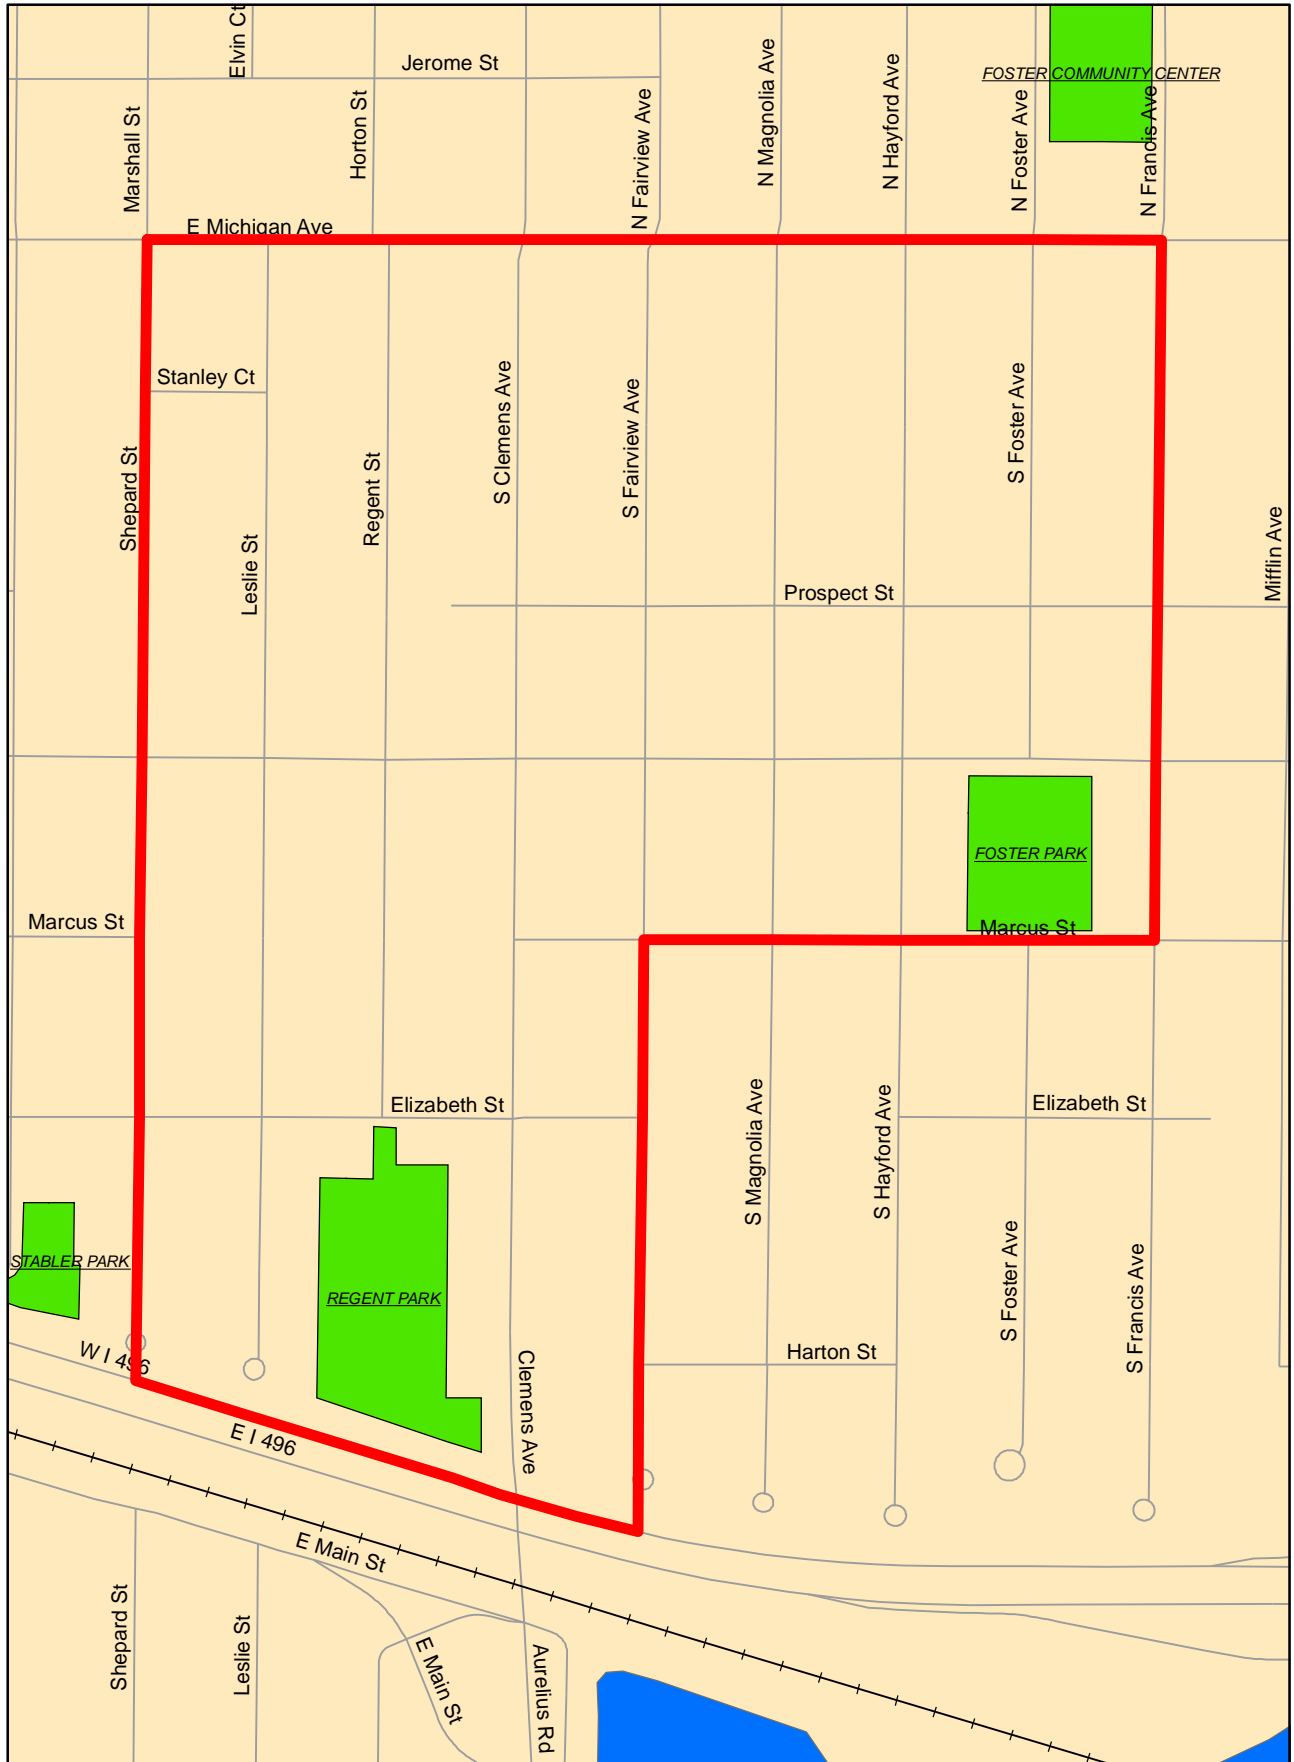 Elvin Ct
Jerome St
FOSTER COMMUNITY CENTER
Marshall St
Horton St
N Fairview Ave
N Magnolia Ave
N Hayford Ave
N Foster Ave
N Francis Ave
E Michigan Ave
Stanley Ct
Shepard St
Leslie St
Regent St
S Clemens Ave
S Fairview Ave
S Foster Ave
Mifflin Ave
Prospect St
FOSTER PARK
Marcus St
Marcus St
Elizabeth St
Elizabeth St
S Magnolia Ave
S Hayford Ave
S Foster Ave
S Francis Ave
STABLER PARK
REGENT PARK
Harton St
W I 496
Clemens Ave
E I 496
E Main St
Shepard St
Leslie St
E Main St
Aurelius Rd